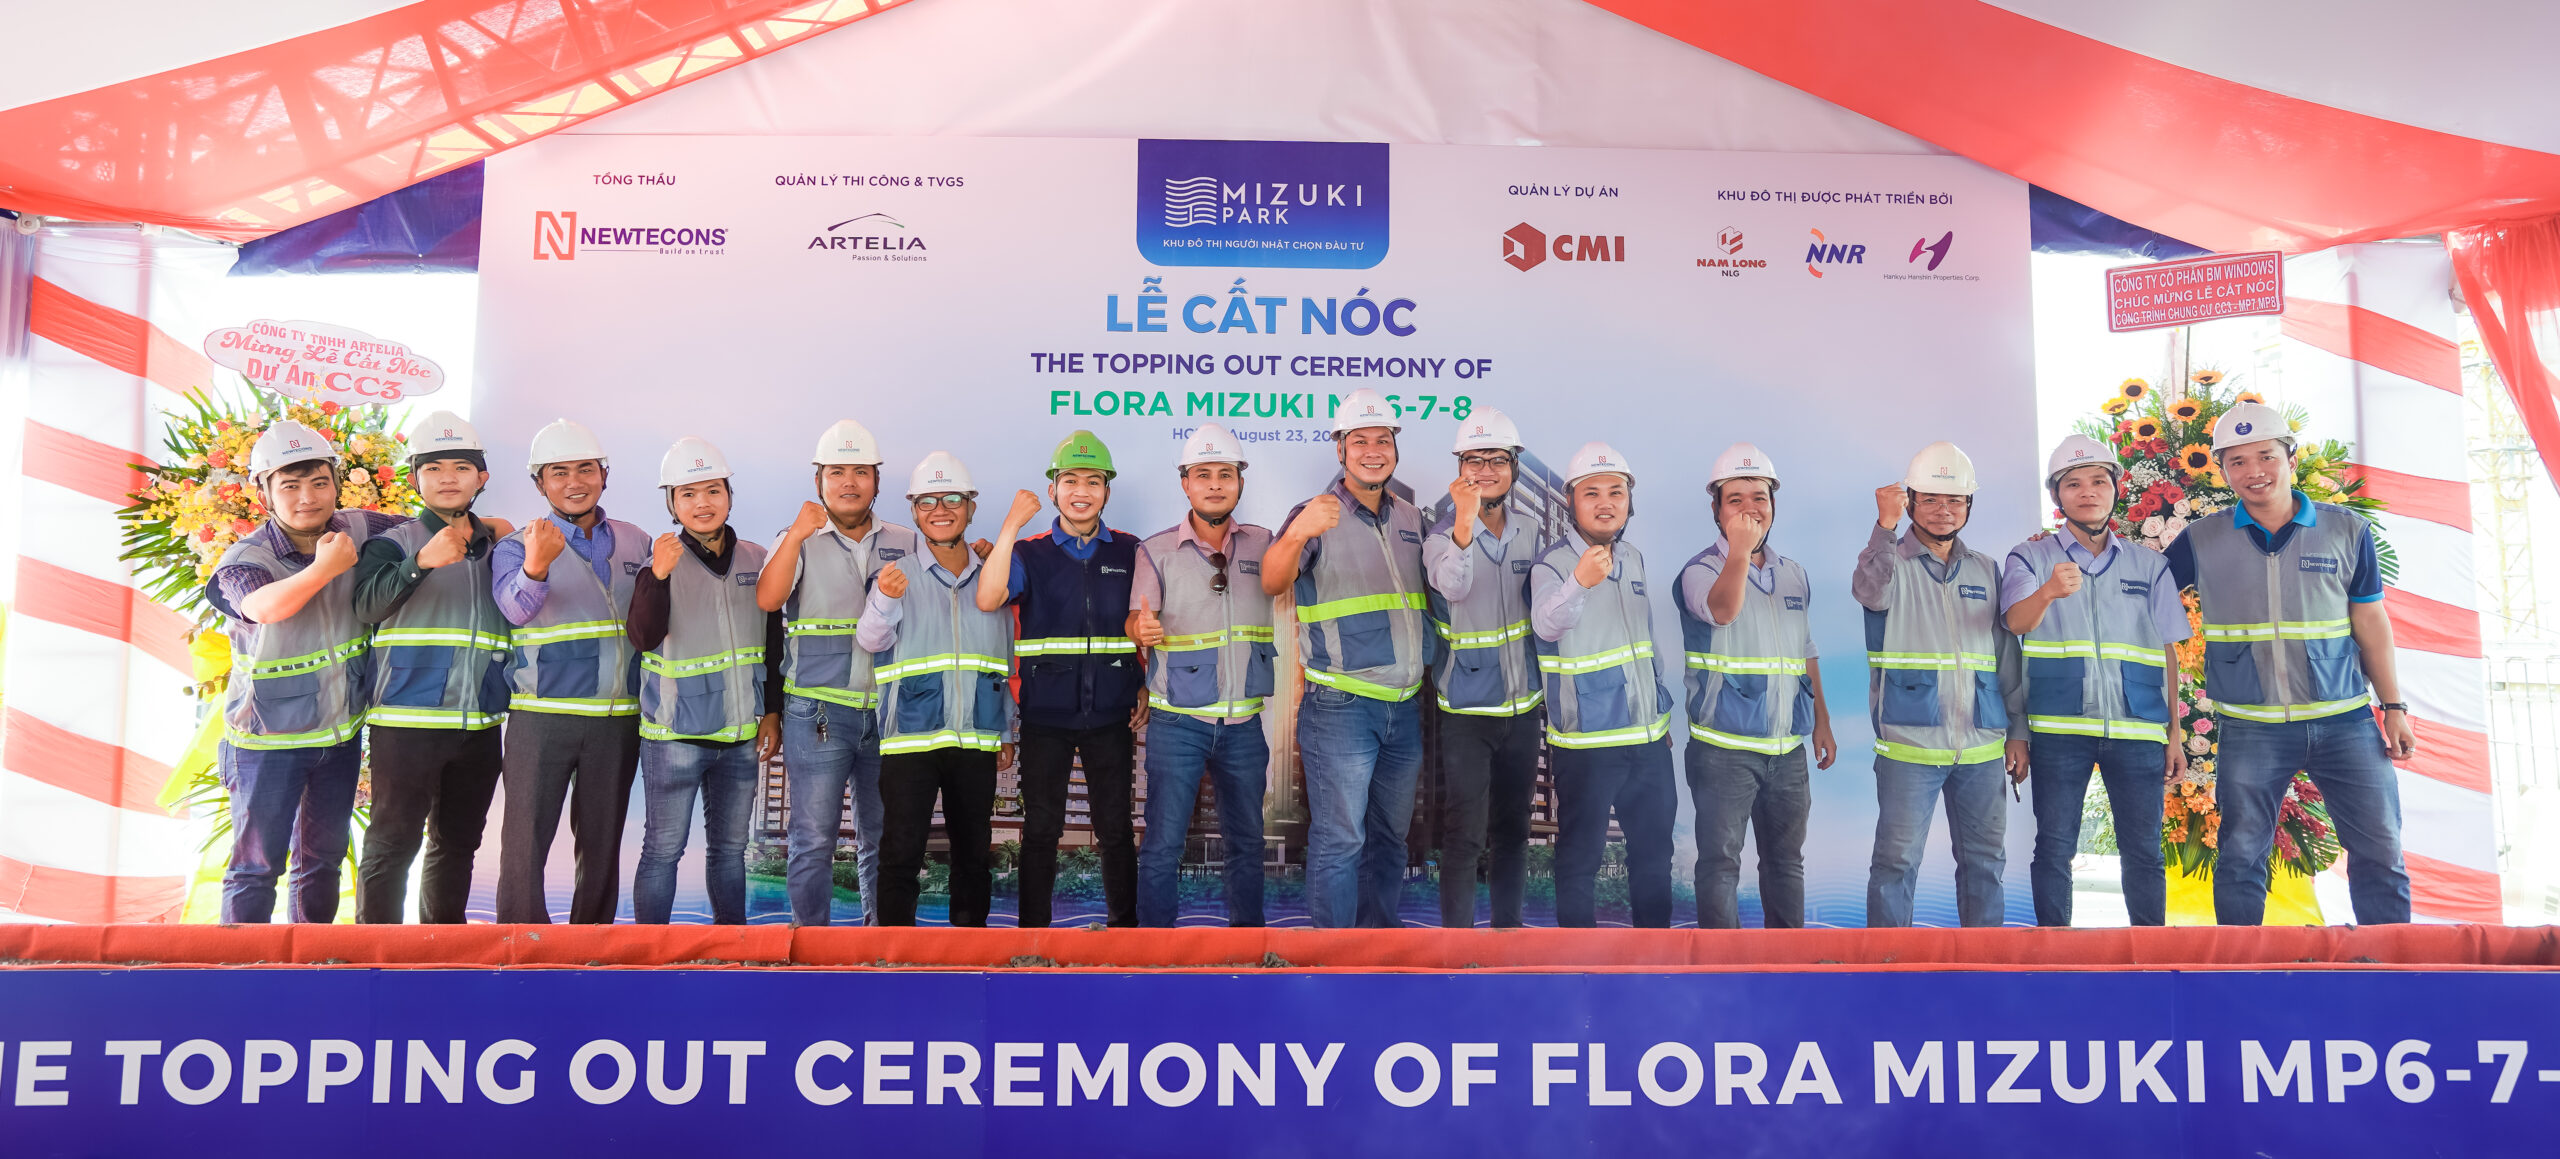 TỔNG THẦU
NEWTECONS
Build on trust
QUẢN LÝ THI CÔNG & TVGS
ARTELIA
Passion & Solutions
MIZUKI
PARK
KHU ĐÔ THỊ NGƯỜI NHẬT CHỌN ĐẦU TƯ
QUẢN LÝ DỰ ÁN
CMI
KHU ĐÔ THỊ ĐƯỢC PHÁT TRIỂN BỞI
NAM LONG
NLG
NNR
Hankyu Hanshin Properties Corp.
LỄ CẤT NÓC
THE TOPPING OUT CEREMONY OF
FLORA MIZUKI 6-7-8
August 23,
CÔNG TY TNHH ARTELIA
Mừng Lễ Cất Nóc
Dự Án CC3
CÔNG TY CỔ PHẦN BM WINDOWS
CHÚC MỪNG LỄ CẤT NÓC
CÔNG TRÌNH CHUNG CƯ CC3 - MP7,MP8
TOPPING OUT CEREMONY OF FLORA MIZUKI MP6-7-